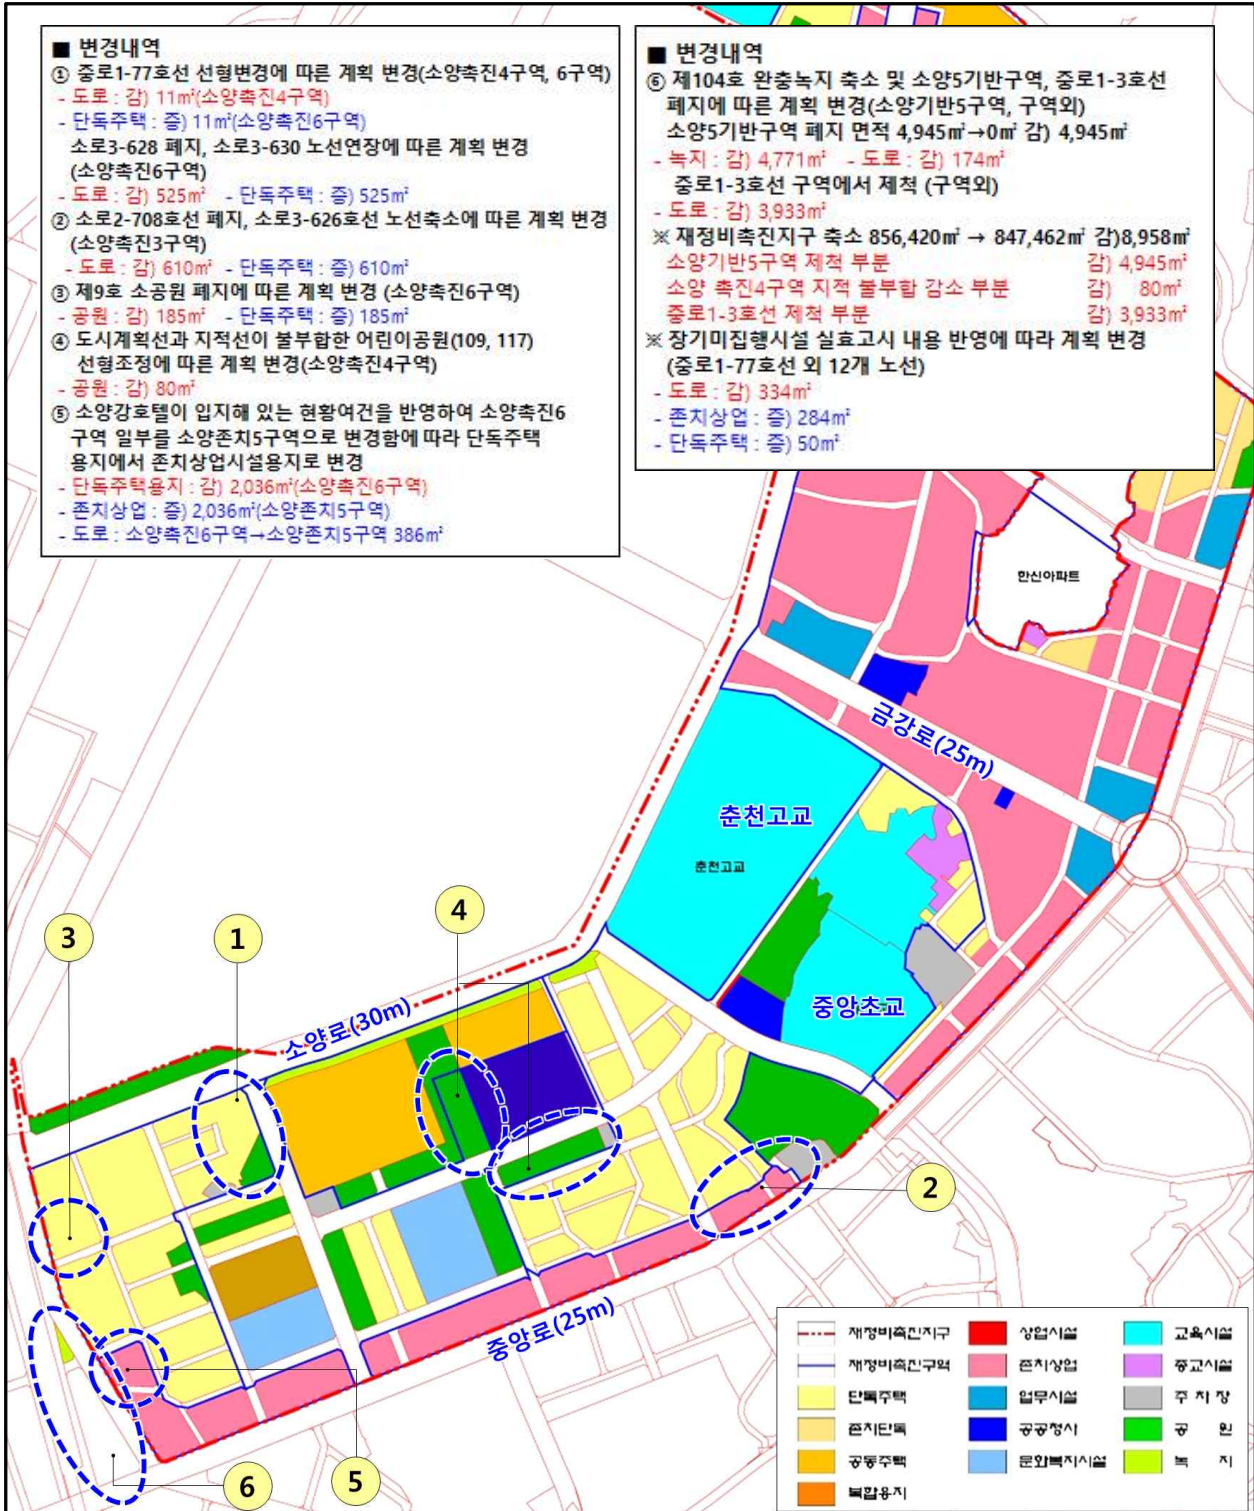 ■ 변경내역
① 중로1-77호선 선형변경에 따른 계획 변경(소양촉진4구역, 6구역)
- 도로 : 감) 11㎡(소양촉진4구역)
- 단독주택 : 증) 11㎡(소양촉진6구역)
소로3-628 폐지, 소로3-630 노선연장에 따른 계획 변경
(소양촉진6구역)
- 도로 : 감) 525㎡ - 단독주택 : 증) 525㎡
② 소로2-708호선 폐지, 소로3-626호선 노선축소에 따른 계획 변경
(소양촉진3구역)
- 도로 : 감) 610㎡ - 단독주택 : 증) 610㎡
③ 제9호 소공원 폐지에 따른 계획 변경 (소양촉진6구역)
- 공원 : 감) 185㎡ - 단독주택 : 증) 185㎡
④ 도시계획선과 지적선이 불부합한 어린이공원(109, 117)
선형조정에 따른 계획 변경(소양촉진4구역)
- 공원 : 감) 80㎡
⑤ 소양강호텔이 입지해 있는 현황여건을 반영하여 소양촉진6
구역 일부를 소양존치5구역으로 변경함에 따라 단독주택
용지에서 존치상업시설용지로 변경
- 단독주택용지 : 감) 2,036㎡(소양촉진6구역)
- 존치상업 : 증) 2,036㎡(소양존치5구역)
- 도로 : 소양촉진6구역→소양존치5구역 386㎡
■ 변경내역
⑥ 제104호 완충녹지 축소 및 소양5기반구역, 중로1-3호선
폐지에 따른 계획 변경(소양기반5구역, 구역외)
소양5기반구역 폐지 면적 4,945㎡→0㎡ 감) 4,945㎡
- 녹지 : 감) 4,771㎡ - 도로 : 감) 174㎡
중로1-3호선 구역에서 제척 (구역외)
- 도로 : 감) 3,933㎡
※ 재정비촉진지구 축소 856,420㎡ → 847,462㎡ 감)8,958㎡
소양기반5구역 제척 부분 감) 4,945㎡
소양 촉진4구역 지적 불부합 감소 부분 감) 80㎡
중로1-3호선 제척 부분 감) 3,933㎡
※ 장기미집행시설 실효고시 내용 반영에 따라 계획 변경
(중로1-77호선 외 12개 노선)
- 도로 : 감) 334㎡
- 존치상업 : 증) 284㎡
- 단독주택 : 증) 50㎡
한신아파트
금강로(25m)
춘천고교
춘천고교
중앙초교
4
3
1
소양로(30m)
2
중앙로(25m)
5
6
재정비촉진지구
상업시설
교육시설
재정비촉진구역
존치상업
종교시설
단독주택
업무시설
주 차 장
존치단독
공공청사
공 원
공동주택
문화복지시설
녹 지
복합용지